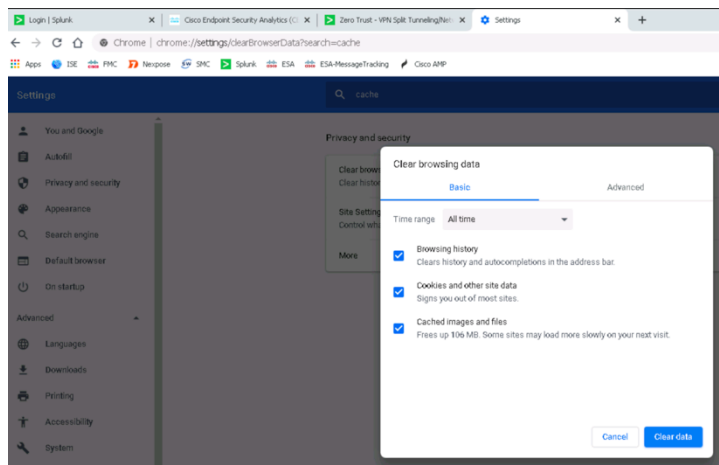 Login | Splunk
Cisco Endpoint Security Analytics (C
Zero Trust - VPN Split Tunneling/Net
Settings
Chrome | chrome://settings/clearBrowserData?search=cache
Apps ISE FMC Nexpose SMC Splunk ESA ESA-MessageTracking Cisco AMP
Settings
cache
You and Google
Autofill
Privacy and security
Appearance
Search engine
Default browser
On startup
Advanced
Languages
Downloads
Printing
Accessibility
System
Privacy and security
Clear brows
Clear histor
Site Setting
Control wh
More
Clear browsing data
Basic
Advanced
Time range All time
Browsing history
Clears history and autocompletions in the address bar.
Cookies and other site data
Signs you out of most sites.
Cached images and files
Frees up 106 MB. Some sites may load more slowly on your next visit.
Cancel
Clear data